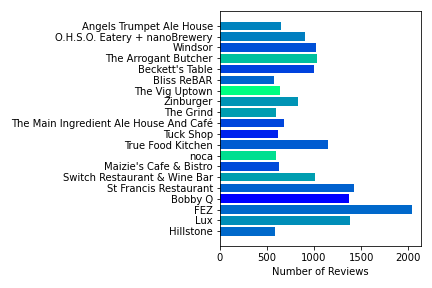 Angels Trumpet Ale House
O.H.S.O. Eatery + nanoBrewery
Windsor
The Arrogant Butcher
Beckett's Table
Bliss ReBAR
The Vig Uptown
Zinburger
The Grind
The Main Ingredient Ale House And Café
Tuck Shop
True Food Kitchen
noca
Maizie's Cafe & Bistro
Switch Restaurant & Wine Bar
St Francis Restaurant
Bobby Q
FEZ
Lux
Hillstone
0 500 1000 1500 2000
Number of Reviews